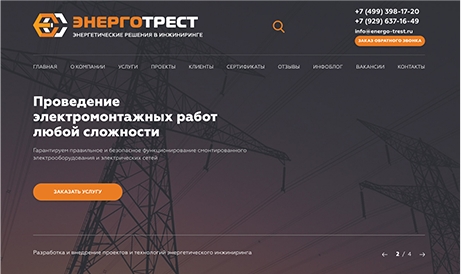 ЭНЕРГОТРЕСТ
ЭНЕРГЕТИЧЕСКИЕ РЕШЕНИЯ В ИНЖИНИРИНГЕ
+7 (499) 398-17-20
+7 (929) 637-16-49
info@energo-trest.ru
ЗАКАЗ ОБРАТНОГО ЗВОНКА
ГЛАВНАЯ О КОМПАНИИ УСЛУГИ ПРОЕКТЫ КЛИЕНТЫ СЕРТИФИКАТЫ ОТЗЫВЫ ИНФОБЛОГ ВАКАНСИИ КОНТАКТЫ
Проведение
электромонтажных работ
любой сложности
Гарантируем правильное и безопасное функционирование смонтированного
электрооборудования и электрических сетей
ЗАКАЗАТЬ УСЛУГУ
Разработка и внедрение проектов и технологий энергетического инжиниринга
2 / 4